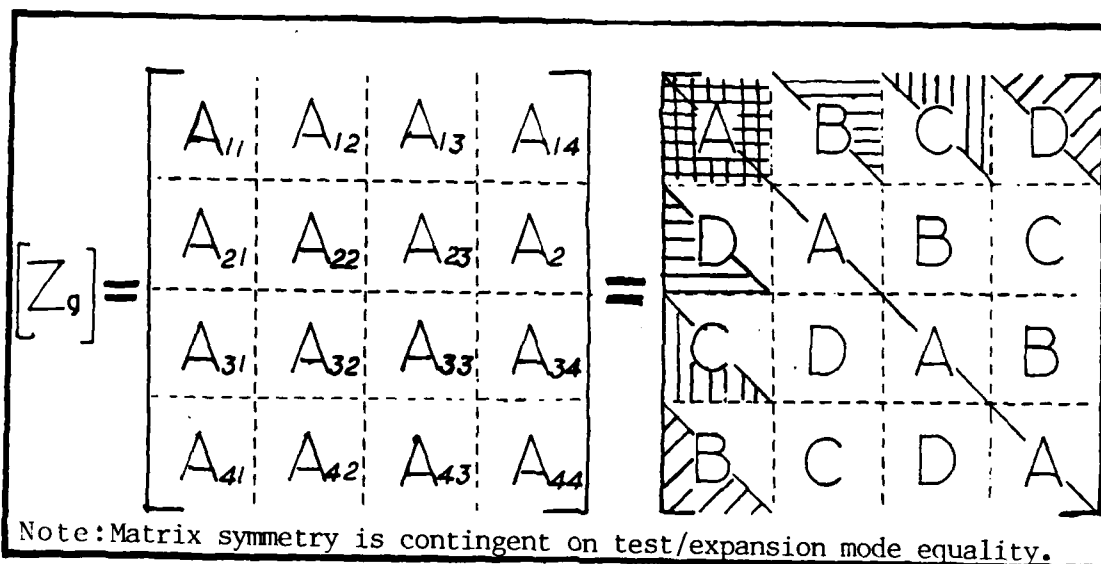 A11 A12 A13 A14 A B C D
[Zg] = A21 A22 A23 A2 = D A B C
A31 A32 A33 A34 C D A B
A41 A42 A43 A44 B C D A
Note:Matrix symmetry is contingent on test/expansion mode equality.